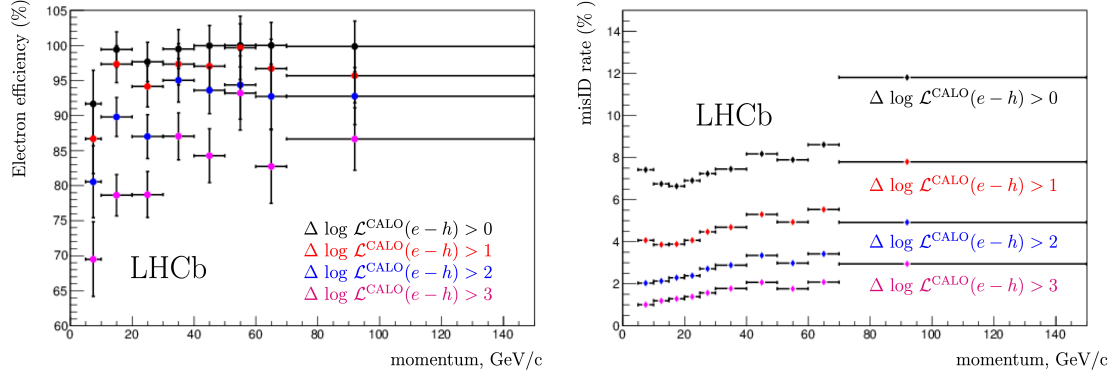 Electron efficiency (%)
105
100
95
90
85
80
75
70
65
60
0 20 40 60 80 100 120 140
momentum, GeV/c
LHCb
Δ log ℒ^CALO(e − h) > 0
Δ log ℒ^CALO(e − h) > 1
Δ log ℒ^CALO(e − h) > 2
Δ log ℒ^CALO(e − h) > 3
misID rate (% )
14
12
10
8
6
4
2
0
0 20 40 60 80 100 120 140
momentum, GeV/c
LHCb
Δ log ℒ^CALO(e − h) > 0
Δ log ℒ^CALO(e − h) > 1
Δ log ℒ^CALO(e − h) > 2
Δ log ℒ^CALO(e − h) > 3